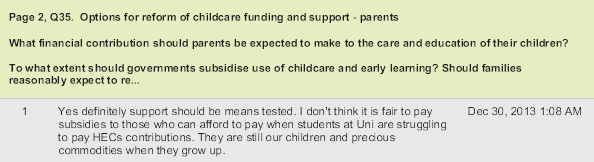 Page 2, Q35.  Options for reform of childcare funding and support - parents
What financial contribution should parents be expected to make to the care and education of their children?
To what extent should governments subsidise use of childcare and early learning? Should families
reasonably expect to re...
1 Yes definitely support should be means tested. I don't think it is fair to pay Dec 30, 2013 1:08 AM
subsidies to those who can afford to pay when students at Uni are struggling
to pay HECs contributions. They are still our children and precious
commodities when they grow up.